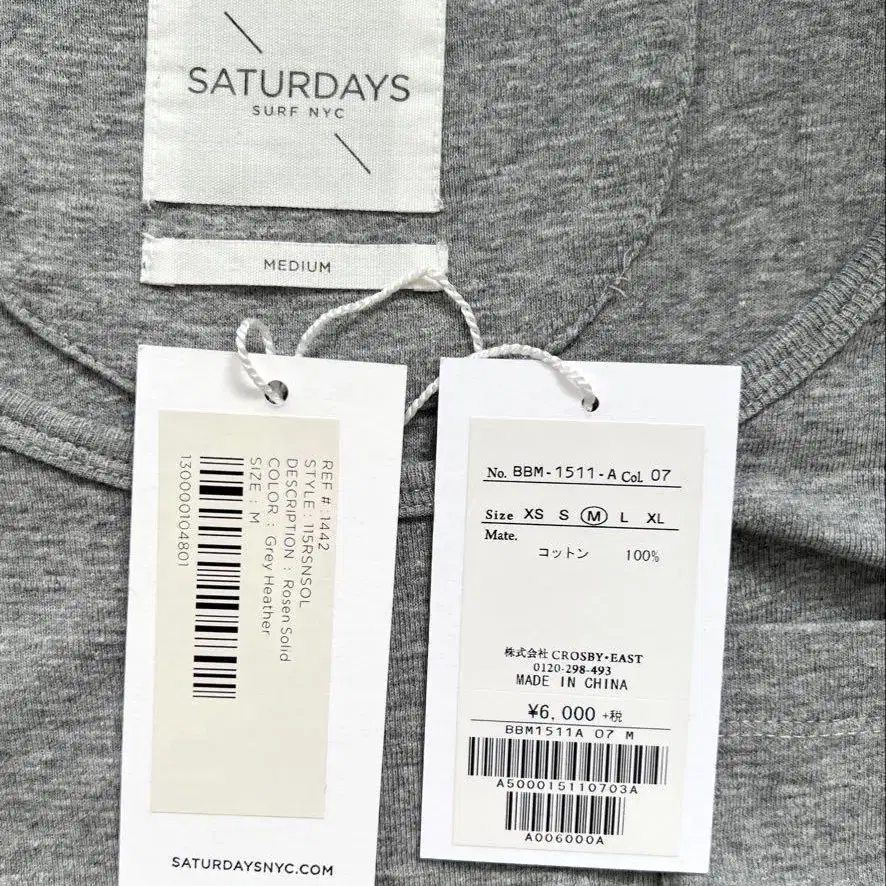 SATURDAYS
SURF NYC
MEDIUM
REF # : 1442
STYLE : 115RSNSOL
DESCRIPTION : Rosen Solid
COLOR : Grey Heather
SIZE : M
130000104801
SATURDAYSNYC.COM
No. BBM-1511-A Col. 07
Size XS S M L XL
Mate.
コットン 100%
株式会社 CROSBY・EAST
0120-298-493
MADE IN CHINA
¥6,000 +税
BBM1511A 07 M
A500015110703A
A006000A